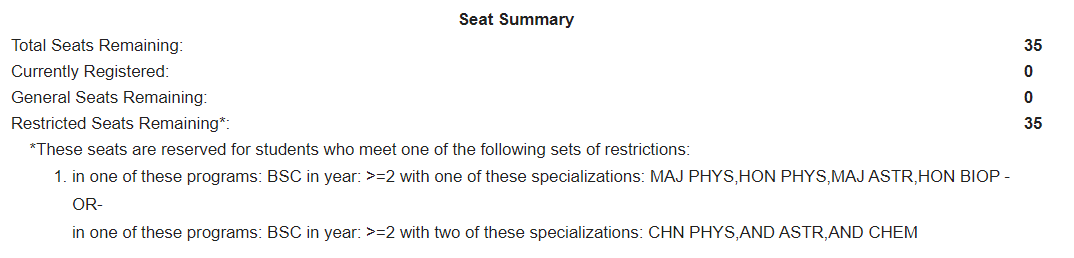 Seat Summary
Total Seats Remaining: 35
Currently Registered: 0
General Seats Remaining: 0
Restricted Seats Remaining*: 35
*These seats are reserved for students who meet one of the following sets of restrictions:
1. in one of these programs: BSC in year: >=2 with one of these specializations: MAJ PHYS,HON PHYS,MAJ ASTR,HON BIOP -
OR-
in one of these programs: BSC in year: >=2 with two of these specializations: CHN PHYS,AND ASTR,AND CHEM